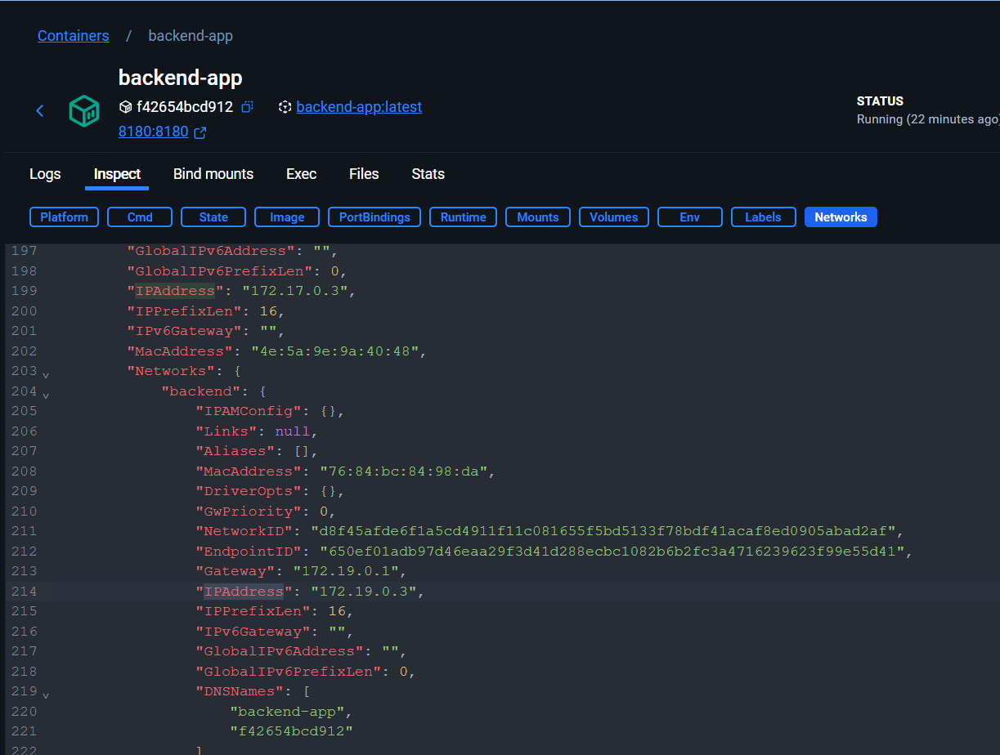 Containers / backend-app
backend-app
f42654bcd912 backend-app:latest
8180:8180
STATUS
Running (22 minutes ago)
Logs Inspect Bind mounts Exec Files Stats
Platform Cmd State Image PortBindings Runtime Mounts Volumes Env Labels Networks
197 "GlobalIPv6Address": "",
198 "GlobalIPv6PrefixLen": 0,
199 "IPAddress": "172.17.0.3",
200 "IPPrefixLen": 16,
201 "IPv6Gateway": "",
202 "MacAddress": "4e:5a:9e:9a:40:48",
203 "Networks": {
204 "backend": {
205 "IPAMConfig": {},
206 "Links": null,
207 "Aliases": [],
208 "MacAddress": "76:84:bc:84:98:da",
209 "DriverOpts": {},
210 "GwPriority": 0,
211 "NetworkID": "d8f45afde6f1a5cd4911f11c081655f5bd5133f78bdf41acaf8ed0905abad2af",
212 "EndpointID": "650ef01adb97d46eaa29f3d41d288ecbc1082b6b2fc3a4716239623f99e55d41",
213 "Gateway": "172.19.0.1",
214 "IPAddress": "172.19.0.3",
215 "IPPrefixLen": 16,
216 "IPv6Gateway": "",
217 "GlobalIPv6Address": "",
218 "GlobalIPv6PrefixLen": 0,
219 "DNSNames": [
220 "backend-app",
221 "f42654bcd912"
222 ]